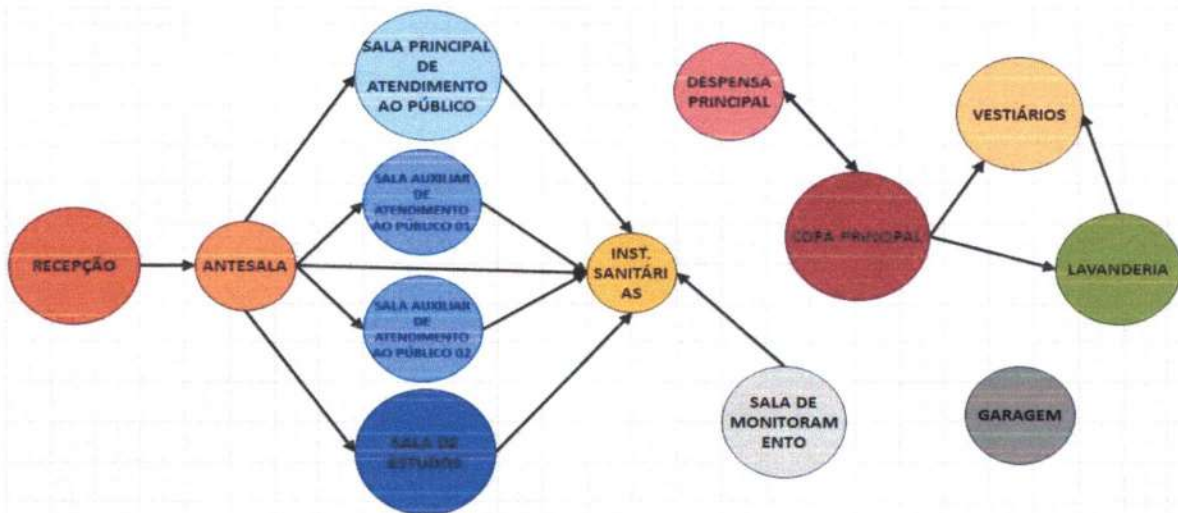 SALA PRINCIPAL
DE
ATENDIMENTO
AO PÚBLICO
SALA AUXILIAR
DE
ATENDIMENTO
AO PÚBLICO 01
RECEPÇÃO
ANTESALA
SALA AUXILIAR
DE
ATENDIMENTO
AO PÚBLICO 02
SALA DE
ESTUDOS
INST.
SANITÁRI
AS
DESPENSA
PRINCIPAL
COPA PRINCIPAL
VESTIÁRIOS
LAVANDERIA
SALA DE
MONITORAM
ENTO
GARAGEM